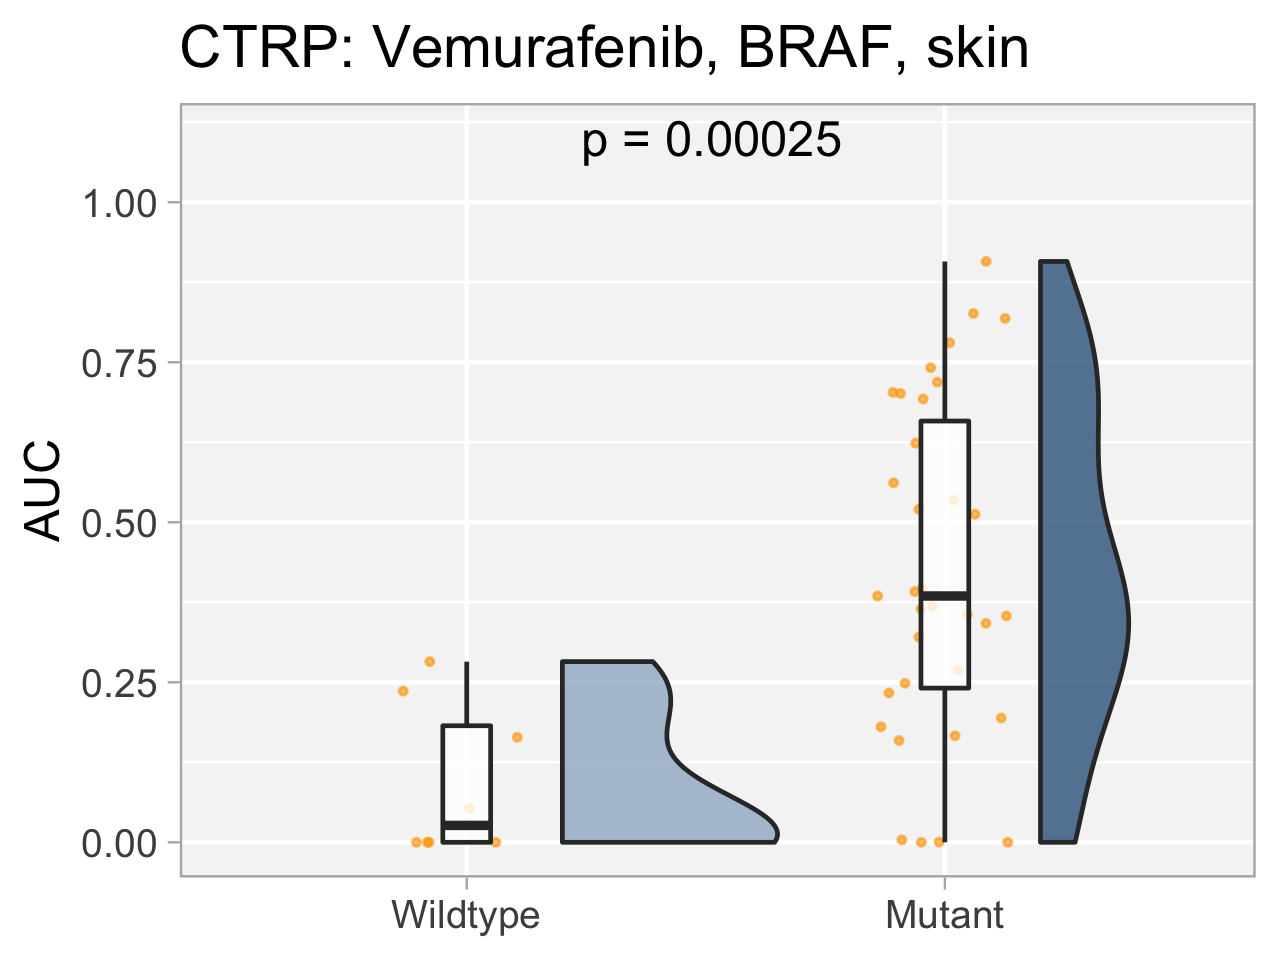 CTRP: Vemurafenib, BRAF, skin
p = 0.00025
1.00
0.75
0.50
0.25
0.00
AUC
Wildtype
Mutant